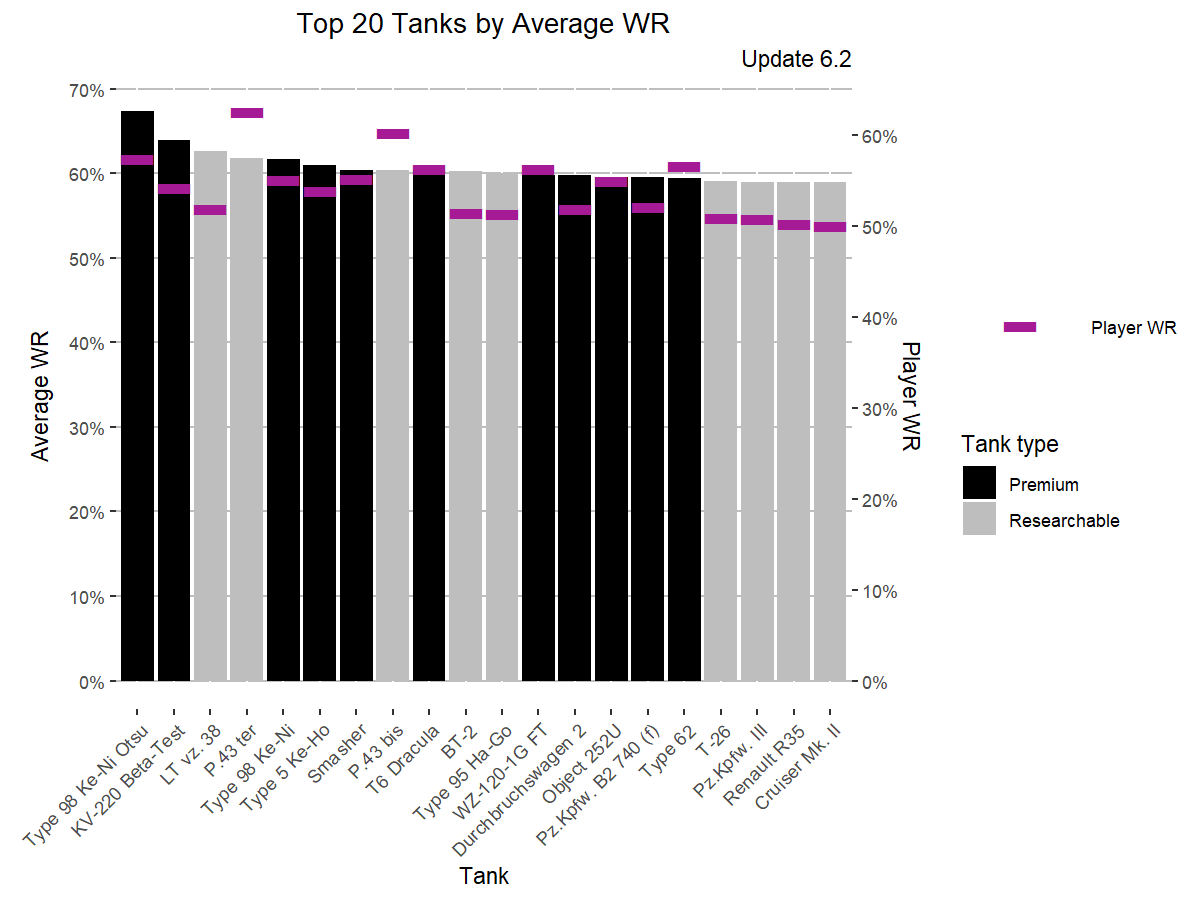 Top 20 Tanks by Average WR
Update 6.2
70%
60%
50%
40%
30%
20%
10%
0%
Average WR
60%
50%
40%
30%
20%
10%
0%
Player WR
Type 98 Ke-Ni Otsu
KV-220 Beta-Test
LT vz. 38
P.43 ter
Type 98 Ke-Ni
Type 5 Ke-Ho
Smasher
P.43 bis
T6 Dracula
BT-2
Type 95 Ha-Go
WZ-120-1G FT
Durchbruchswagen 2
Object 252U
Pz.Kpfw. B2 740 (f)
Type 62
T-26
Pz.Kpfw. III
Renault R35
Cruiser Mk. II
Tank
Player WR
Tank type
Premium
Researchable